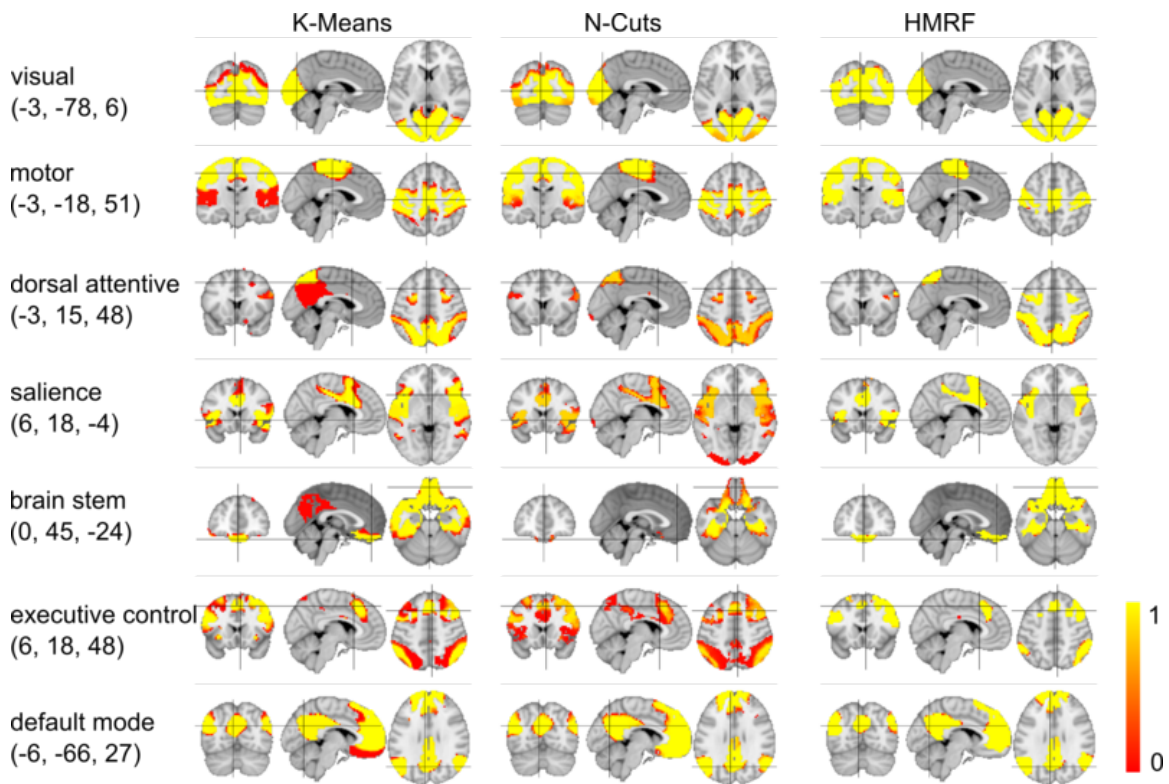 K-Means N-Cuts HMRF
visual
(-3, -78, 6)
motor
(-3, -18, 51)
dorsal attentive
(-3, 15, 48)
salience
(6, 18, -4)
brain stem
(0, 45, -24)
executive control
(6, 18, 48)
1
default mode
(-6, -66, 27)
0